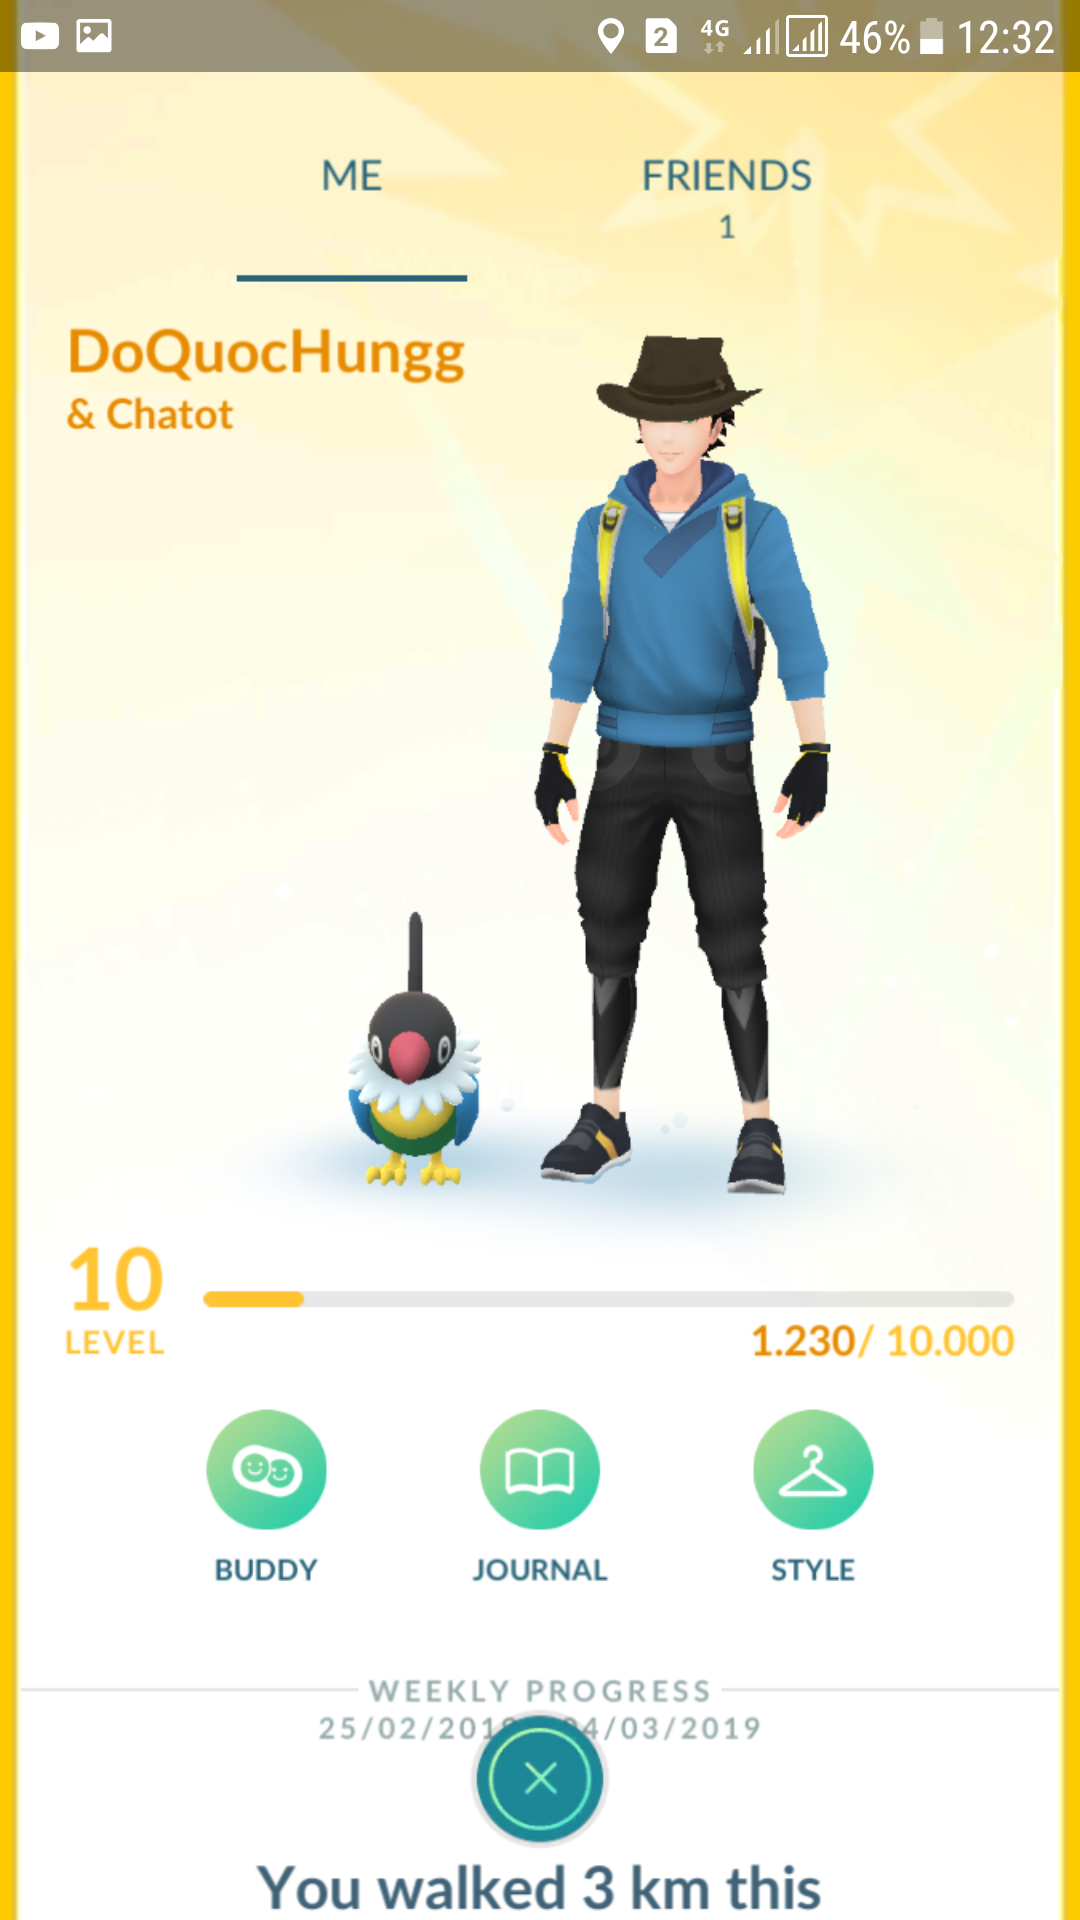 2 4G 46% 12:32
ME FRIENDS
1
DoQuocHungg
& Chatot
10
LEVEL
1.230/ 10.000
BUDDY JOURNAL STYLE
WEEKLY PROGRESS
25/02/201 4/03/2019
You walked 3 km this